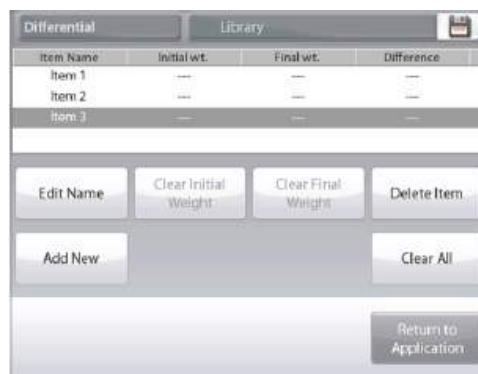 Differential Library
Item Name Initial wt. Final wt. Difference
Item 1 --- --- ---
Item 2 --- --- ---
Item 3 --- --- ---
Edit Name Clear Initial Weight Clear Final Weight Delete Item
Add New Clear All
Return to Application